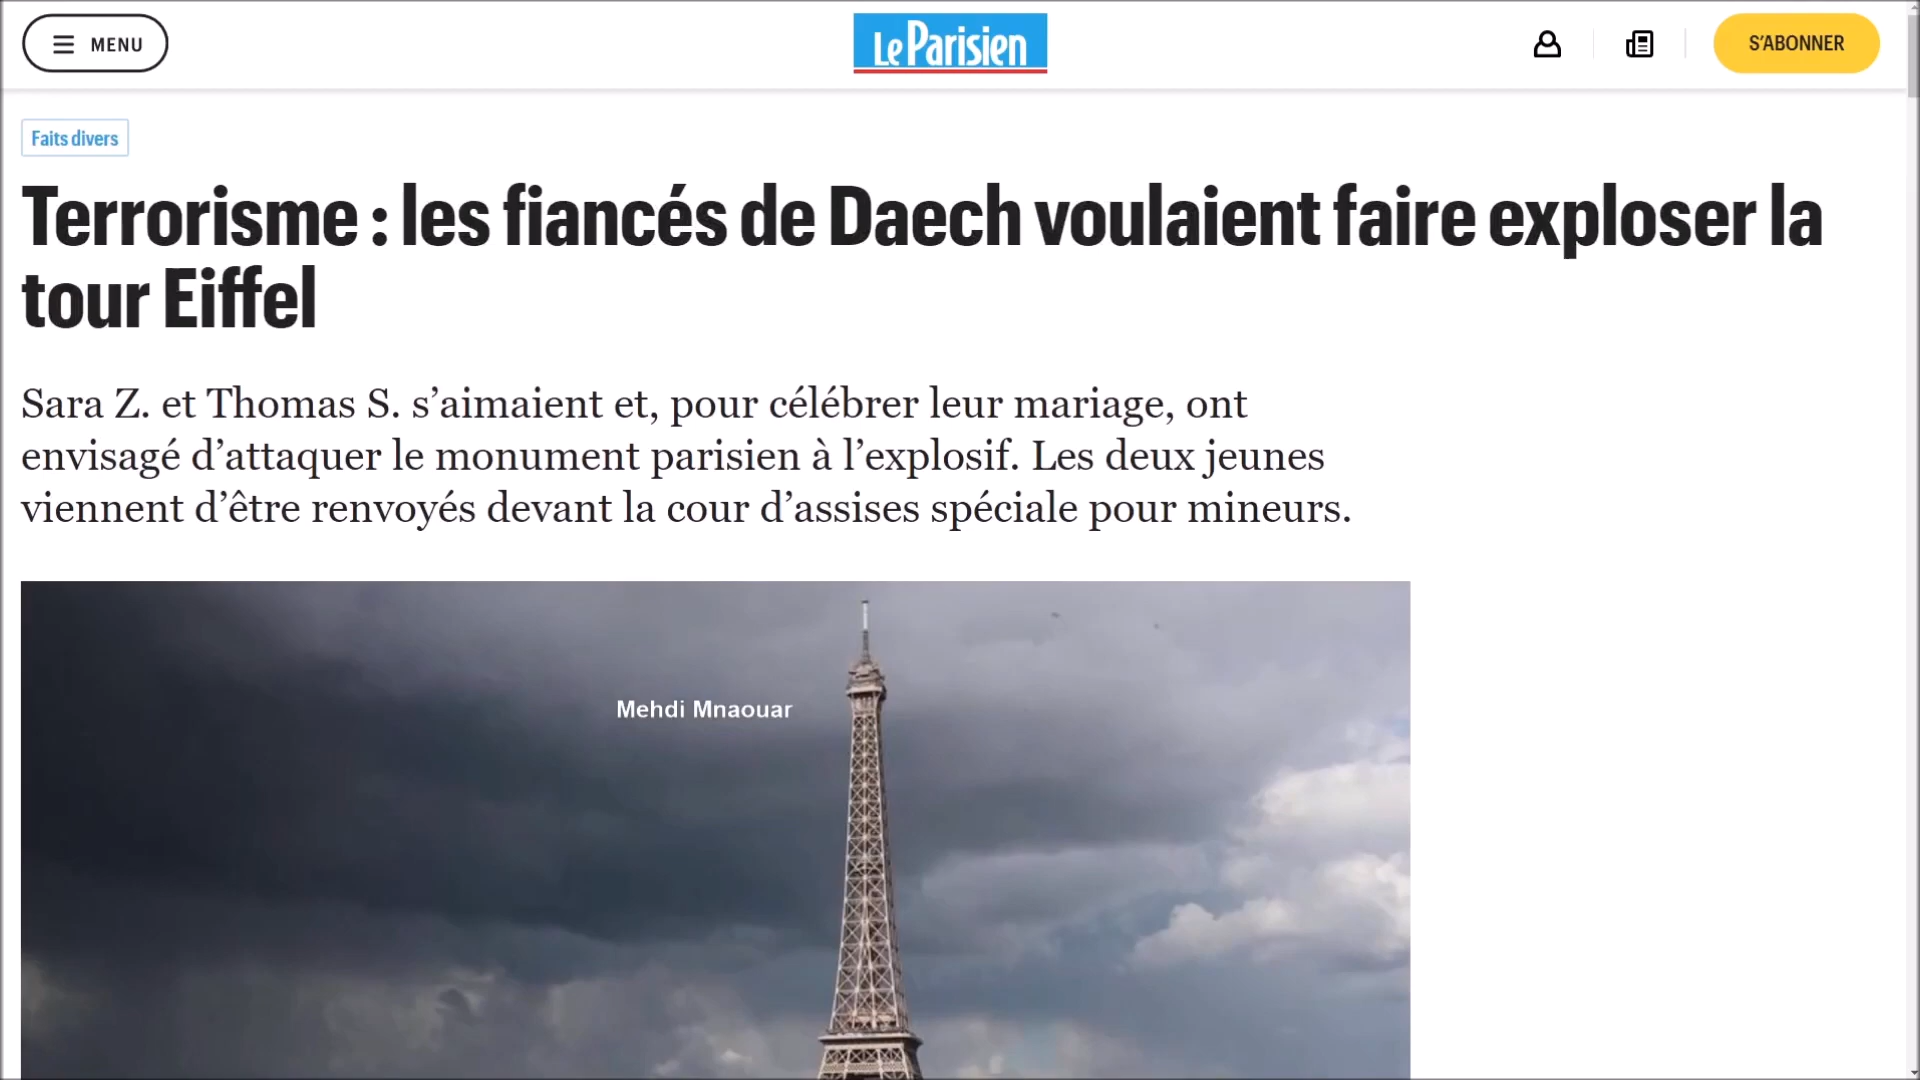 MENU
Le Parisien
S'ABONNER
Faits divers
Terrorisme : les fiancés de Daech voulaient faire exploser la
tour Eiffel
Sara Z. et Thomas S. s’aimaient et, pour célébrer leur mariage, ont
envisagé d’attaquer le monument parisien à l’explosif. Les deux jeunes
viennent d’être renvoyés devant la cour d’assises spéciale pour mineurs.
Mehdi Mnaouar